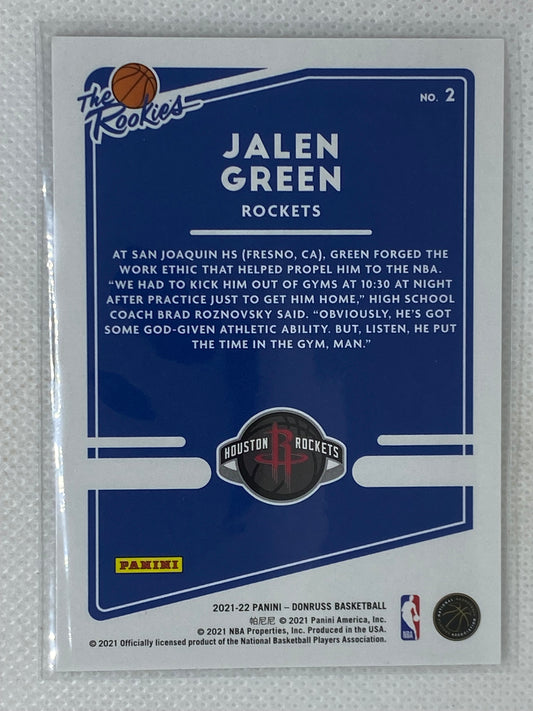 The
Rookies
NO. 2
JALEN
GREEN
ROCKETS
AT SAN JOAQUIN HS (FRESNO, CA), GREEN FORGED THE
WORK ETHIC THAT HELPED PROPEL HIM TO THE NBA.
“WE HAD TO KICK HIM OUT OF GYMS AT 10:30 AT NIGHT
AFTER PRACTICE JUST TO GET HIM HOME,” HIGH SCHOOL
COACH BRAD ROZNOVSKY SAID. “OBVIOUSLY, HE’S GOT
SOME GOD-GIVEN ATHLETIC ABILITY. BUT, LISTEN, HE PUT
THE TIME IN THE GYM, MAN.”
HOUSTON R ROCKETS
PANINI
2021-22 PANINI – DONRUSS BASKETBALL
帕尼尼 © 2021 Panini America, Inc.
© 2021 NBA Properties, Inc. Produced in the USA.
© 2021 Officially licensed product of the National Basketball Players Association.
NBA